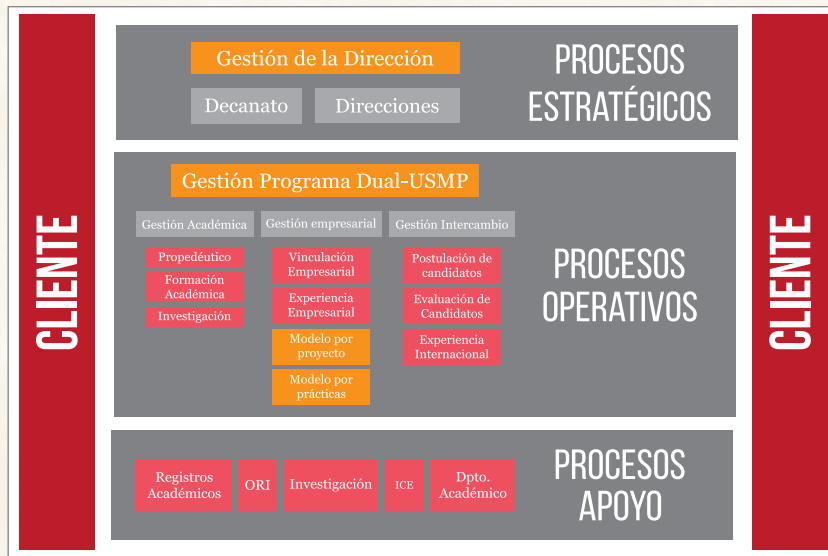 CLIENTE
Gestión de la Dirección
Decanato
Direcciones
PROCESOS
ESTRATÉGICOS
Gestión Programa Dual-USMP
Gestión Académica
Propedéutico
Formación
Académica
Investigación
Gestión empresarial
Vinculación
Empresarial
Experiencia
Empresarial
Modelo por
proyecto
Modelo por
prácticas
Gestión Intercambio
Postulación de
candidatos
Evaluación de
Candidatos
Experiencia
Internacional
PROCESOS
OPERATIVOS
Registros
Académicos
ORI
Investigación
ICE
Dpto.
Académico
PROCESOS
APOYO
CLIENTE